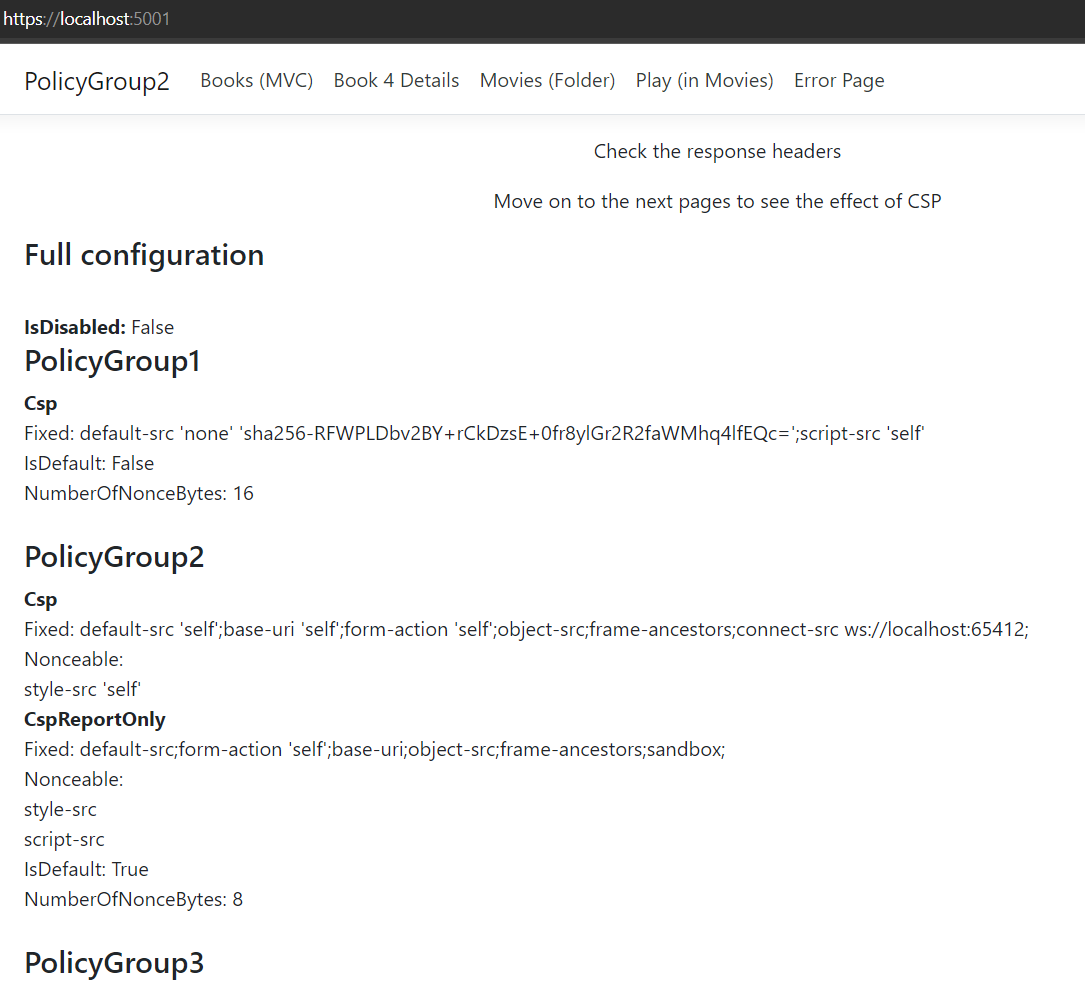 https://localhost:5001
PolicyGroup2 Books (MVC) Book 4 Details Movies (Folder) Play (in Movies) Error Page
Check the response headers
Move on to the next pages to see the effect of CSP
Full configuration
IsDisabled: False
PolicyGroup1
Csp
Fixed: default-src 'none' 'sha256-RFWPLDbv2BY+rCkDzsE+0fr8ylGr2R2faWMhq4lfEQc=';script-src 'self'
IsDefault: False
NumberOfNonceBytes: 16
PolicyGroup2
Csp
Fixed: default-src 'self';base-uri 'self';form-action 'self';object-src;frame-ancestors;connect-src ws://localhost:65412;
Nonceable:
style-src 'self'
CspReportOnly
Fixed: default-src;form-action 'self';base-uri;object-src;frame-ancestors;sandbox;
Nonceable:
style-src
script-src
IsDefault: True
NumberOfNonceBytes: 8
PolicyGroup3